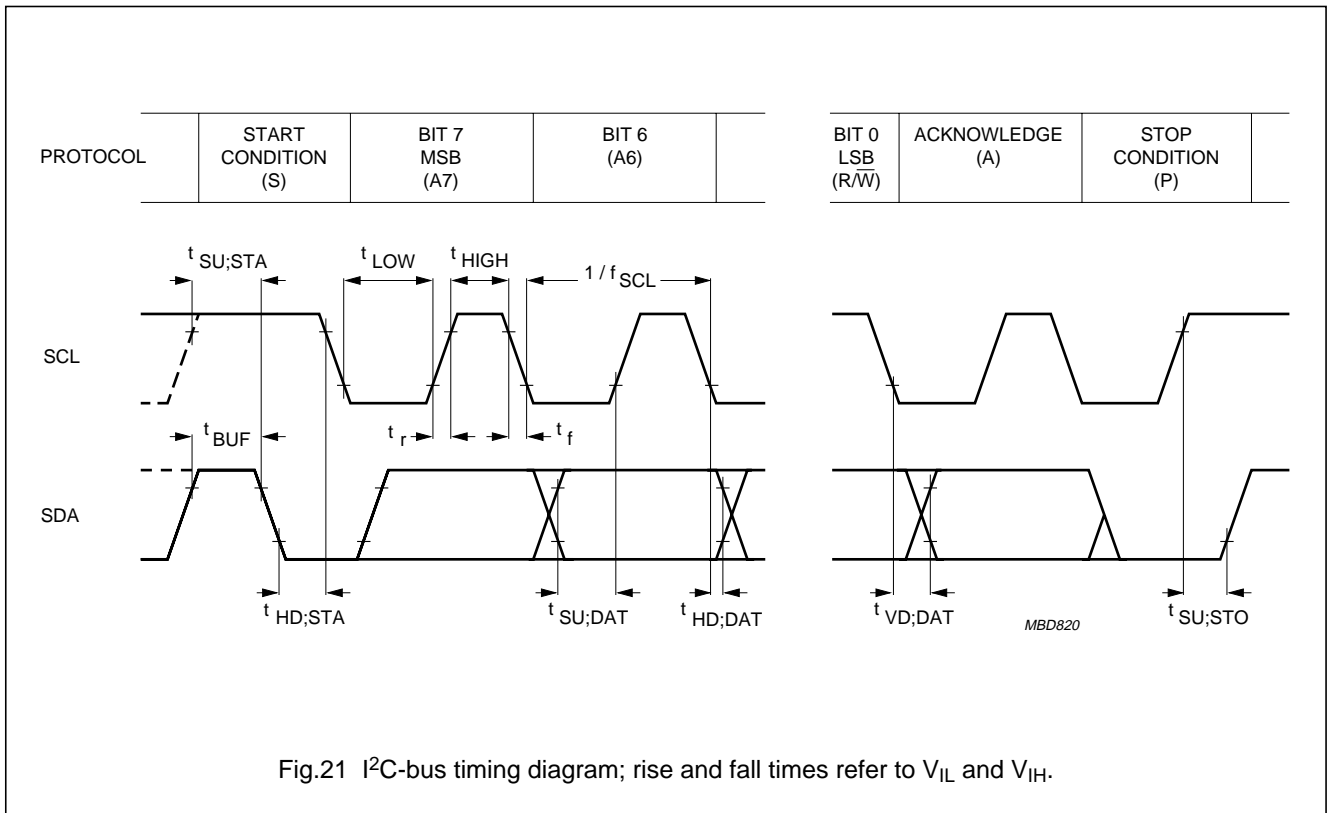 PROTOCOL
START CONDITION (S)
BIT 7 MSB (A7)
BIT 6 (A6)
BIT 0 LSB (R/W̅)
ACKNOWLEDGE (A)
STOP CONDITION (P)
t SU;STA
t LOW
t HIGH
1 / f SCL
SCL
t BUF
t r
t f
SDA
t HD;STA
t SU;DAT
t HD;DAT
t VD;DAT
MBD820
t SU;STO
Fig.21 I²C-bus timing diagram; rise and fall times refer to VIL and VIH.